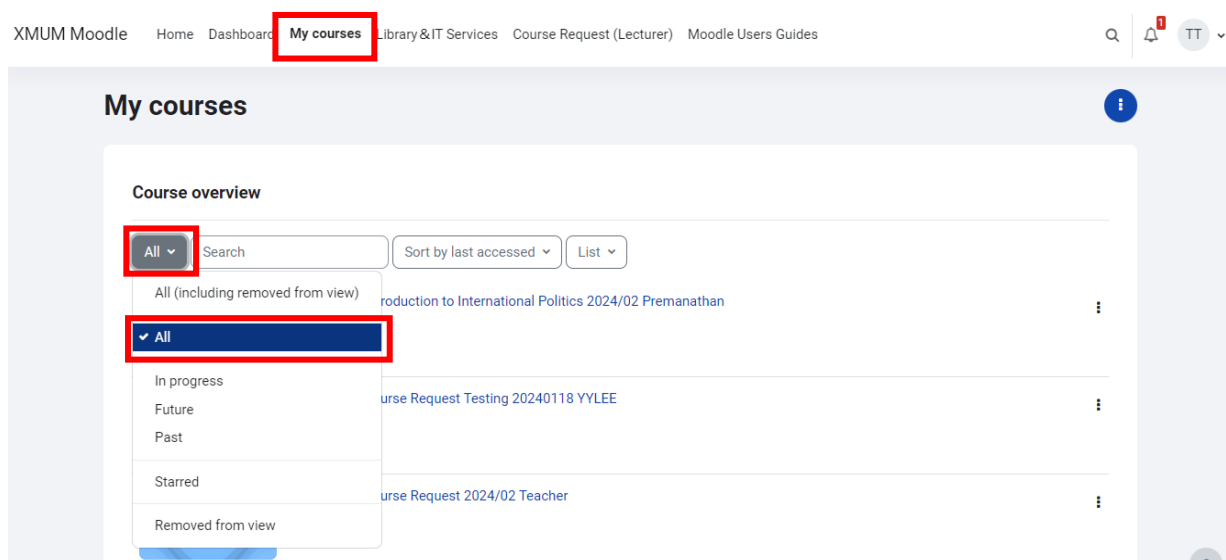 XMUM Moodle Home Dashboard My courses Library & IT Services Course Request (Lecturer) Moodle Users Guides 1 TT
My courses
Course overview
All Search Sort by last accessed List
All (including removed from view)
roduction to International Politics 2024/02 Premanathan
All
In progress
urse Request Testing 20240118 YYLEE
Future
Past
Starred
urse Request 2024/02 Teacher
Removed from view